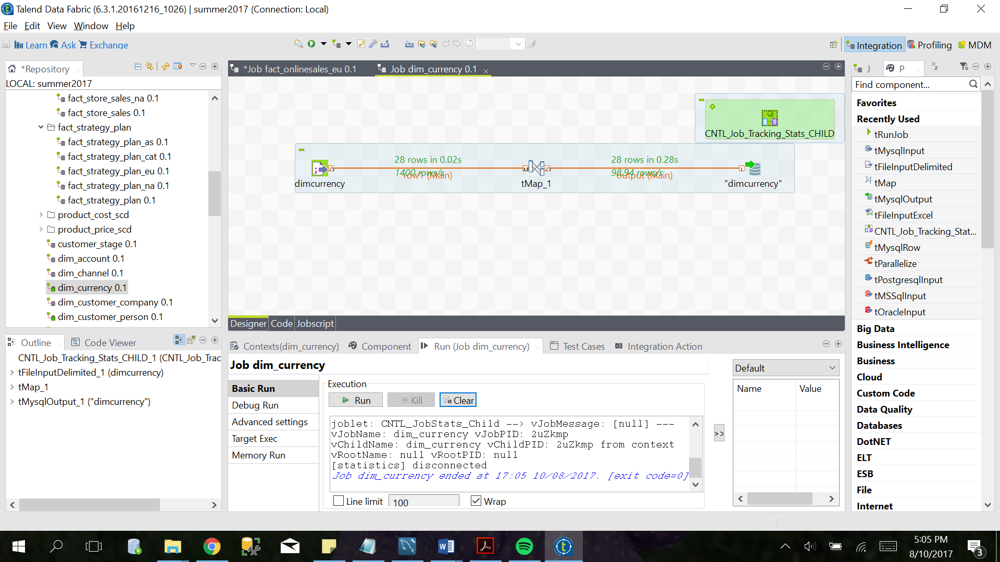 Talend Data Fabric (6.3.1.20161216_1026) | summer2017 (Connection: Local)
File Edit View Window Help
Learn Ask Exchange
Integration Profiling MDM
*Repository
LOCAL: summer2017
fact_store_sales_na 0.1
fact_store_sales 0.1
fact_strategy_plan
fact_strategy_plan_as 0.1
fact_strategy_plan_cat 0.1
fact_strategy_plan_eu 0.1
fact_strategy_plan_na 0.1
fact_strategy_plan 0.1
product_cost_scd
product_price_scd
customer_stage 0.1
dim_account 0.1
dim_channel 0.1
dim_currency 0.1
dim_customer_company 0.1
dim_customer_person 0.1
Outline Code Viewer
CNTL_Job_Tracking_Stats_CHILD_1 (CNTL_Job_Trac
tFileInputDelimited_1 (dimcurrency)
tMap_1
tMysqlOutput_1 ("dimcurrency")
*Job fact_onlinesales_eu 0.1 Job dim_currency 0.1
CNTL_Job_Tracking_Stats_CHILD
28 rows in 0.02s
1400 rows/s
row1 (Main)
28 rows in 0.28s
98.94 rows/s
output (Main)
dimcurrency
tMap_1
"dimcurrency"
Designer Code Jobscript
Contexts(dim_currency) Component Run (Job dim_currency) Test Cases Integration Action
Job dim_currency
Basic Run
Debug Run
Advanced settings
Target Exec
Memory Run
Execution
Run Kill Clear
joblet: CNTL_JobStats_Child --> vJobMessage: [null] ---
vJobName: dim_currency vJobPID: 2uZkmp
vChildName: dim_currency vChildPID: 2uZkmp from context
vRootName: null vRootPID: null
[statistics] disconnected
Job dim_currency ended at 17:05 10/08/2017. [exit code=0]
Line limit 100 Wrap
>>
Default
Name Value
J P
2
Find component...
Favorites
Recently Used
tRunJob
tMysqlInput
tFileInputDelimited
tMap
tMysqlOutput
tFileInputExcel
CNTL_Job_Tracking_Stat...
tMysqlRow
tParallelize
tPostgresqlInput
tMSSqlInput
tOracleInput
Big Data
Business Intelligence
Business
Cloud
Custom Code
Data Quality
Databases
DotNET
ELT
ESB
File
Internet
5:05 PM
8/10/2017
3